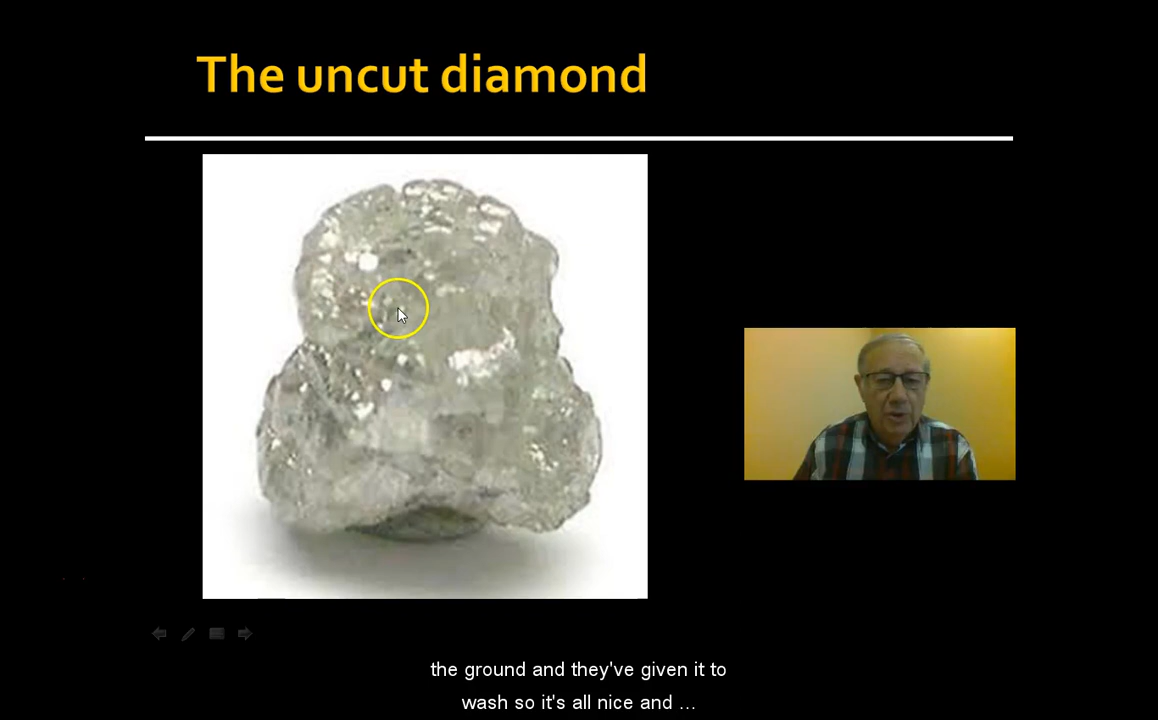 The uncut diamond
the ground and they've given it to
wash so it's all nice and ...